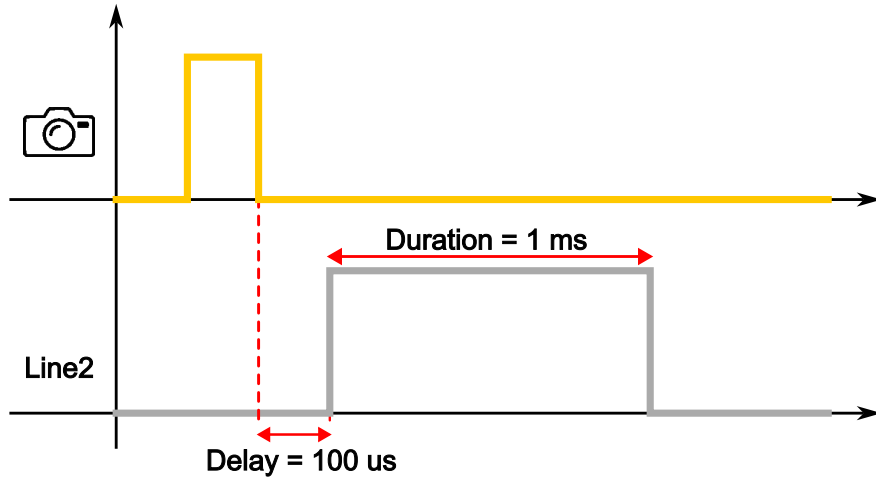 Duration = 1 ms
Line2
Delay = 100 us